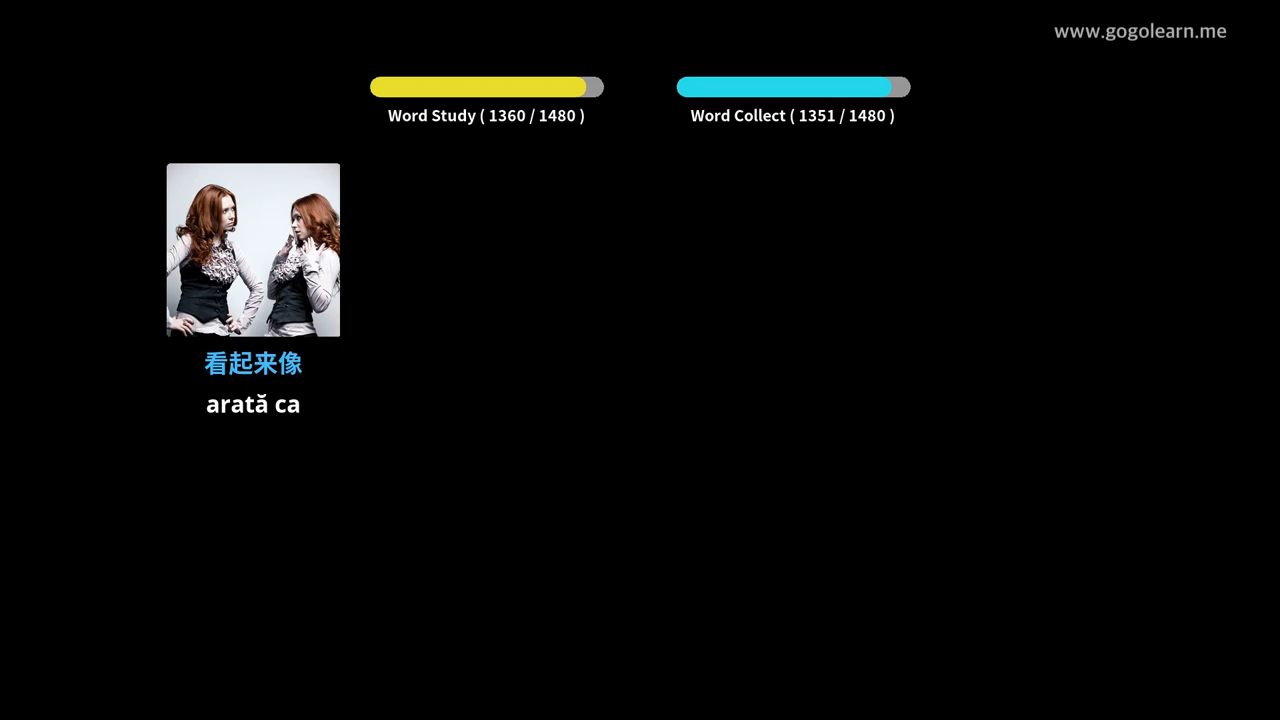 www.gogolearn.me
Word Study ( 1360 / 1480 )
Word Collect ( 1351 / 1480 )
看起来像
arată ca